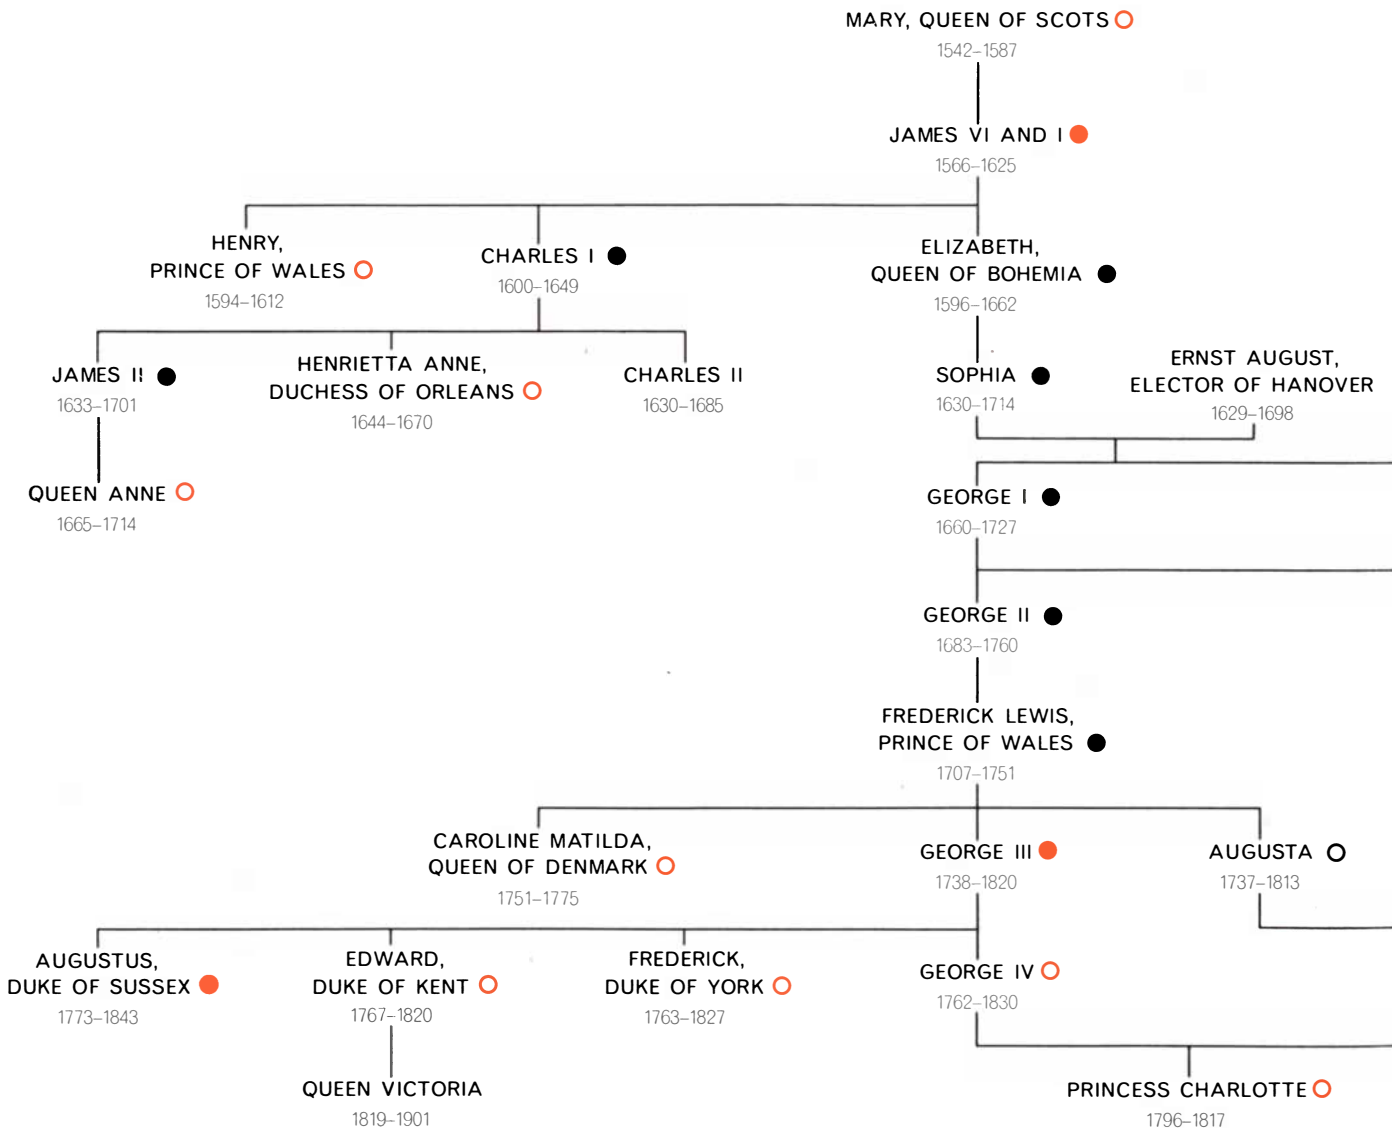 MARY, QUEEN OF SCOTS
1542–1587
JAMES VI AND I
1566–1625
HENRY,
PRINCE OF WALES
1594–1612
CHARLES I
1600–1649
ELIZABETH,
QUEEN OF BOHEMIA
1596–1662
JAMES II
1633–1701
HENRIETTA ANNE,
DUCHESS OF ORLEANS
1644–1670
CHARLES II
1630–1685
SOPHIA
1630–1714
ERNST AUGUST,
ELECTOR OF HANOVER
1629–1698
QUEEN ANNE
1665–1714
GEORGE I
1660–1727
GEORGE II
1683–1760
FREDERICK LEWIS,
PRINCE OF WALES
1707–1751
CAROLINE MATILDA,
QUEEN OF DENMARK
1751–1775
GEORGE III
1738–1820
AUGUSTA
1737–1813
AUGUSTUS,
DUKE OF SUSSEX
1773–1843
EDWARD,
DUKE OF KENT
1767–1820
FREDERICK,
DUKE OF YORK
1763–1827
GEORGE IV
1762–1830
QUEEN VICTORIA
1819–1901
PRINCESS CHARLOTTE
1796–1817